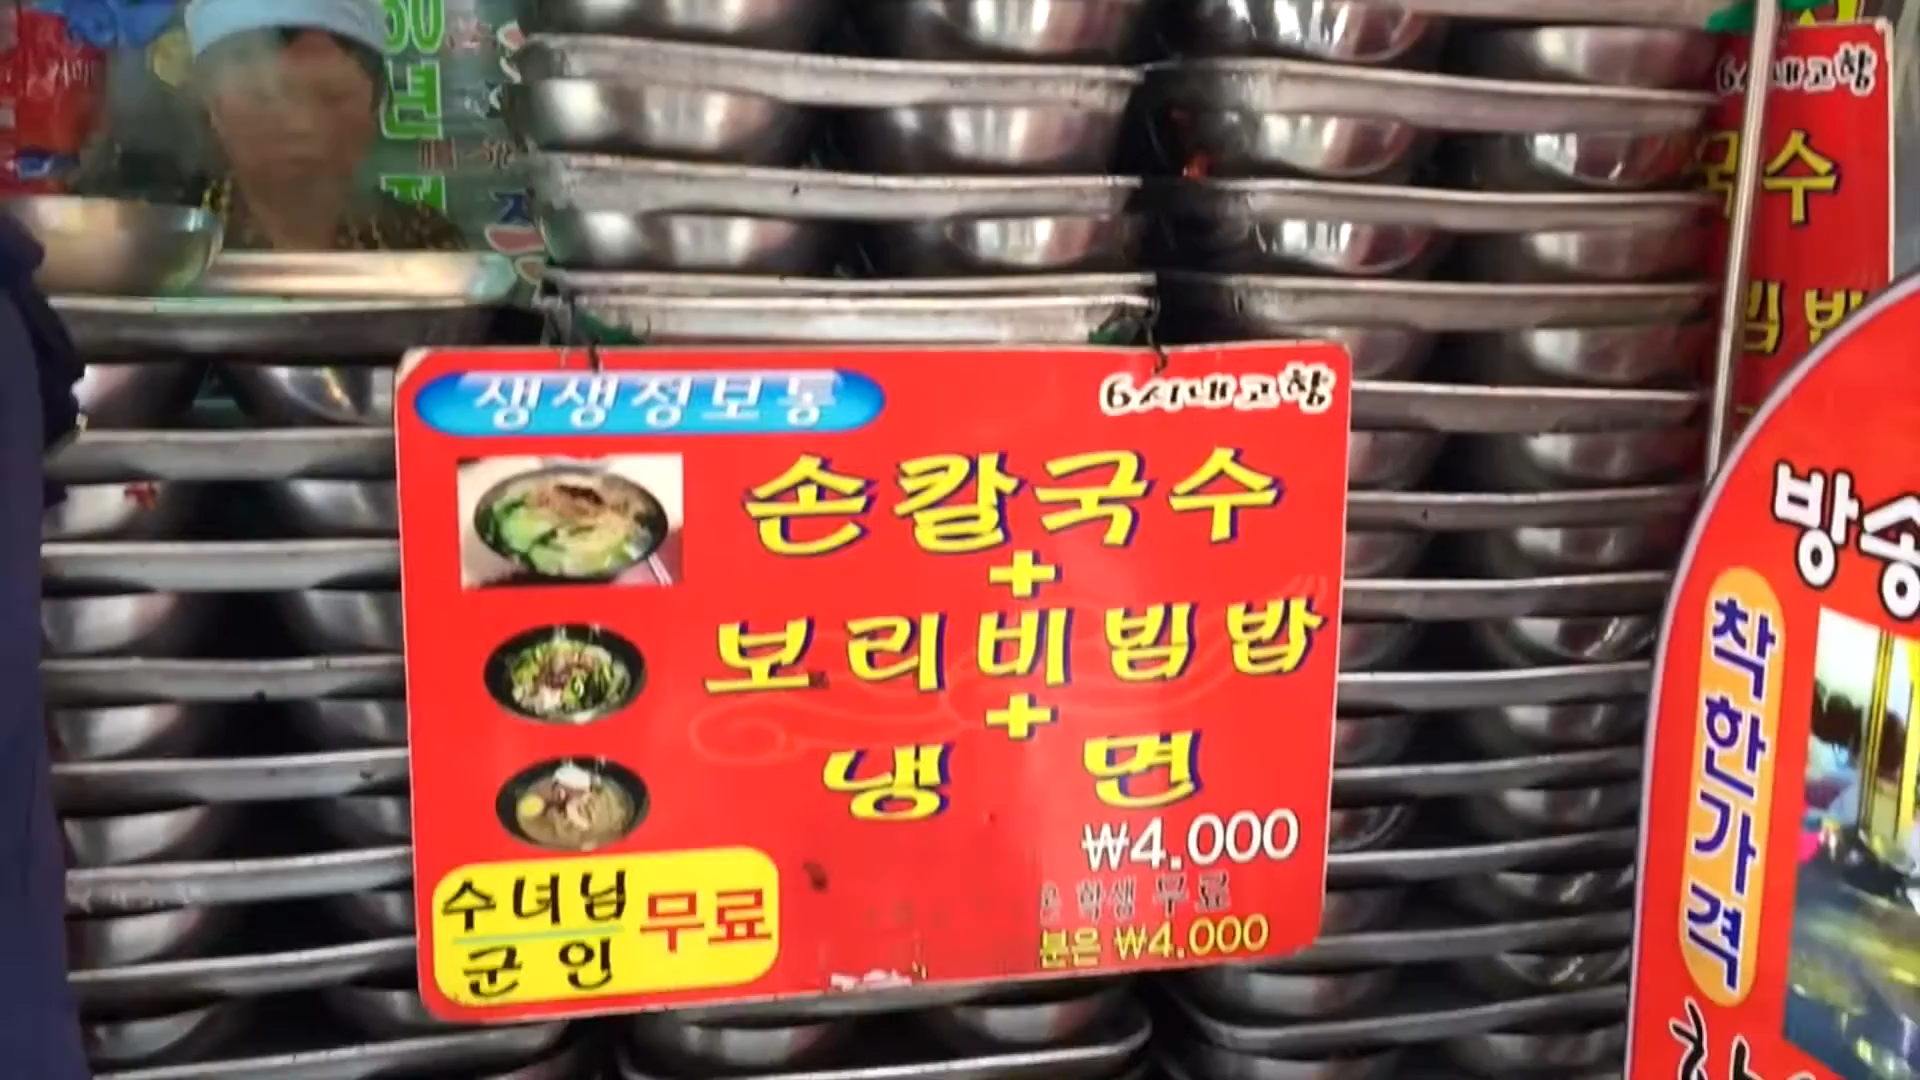 생생정보통
6시내고향
손칼국수
+
보리비빔밥
+
냉 면
₩4.000
학생 무료
분은 ₩4.000
수녀님
군 인
무료
6시내고향
국수
빔밥
방송
착한가격